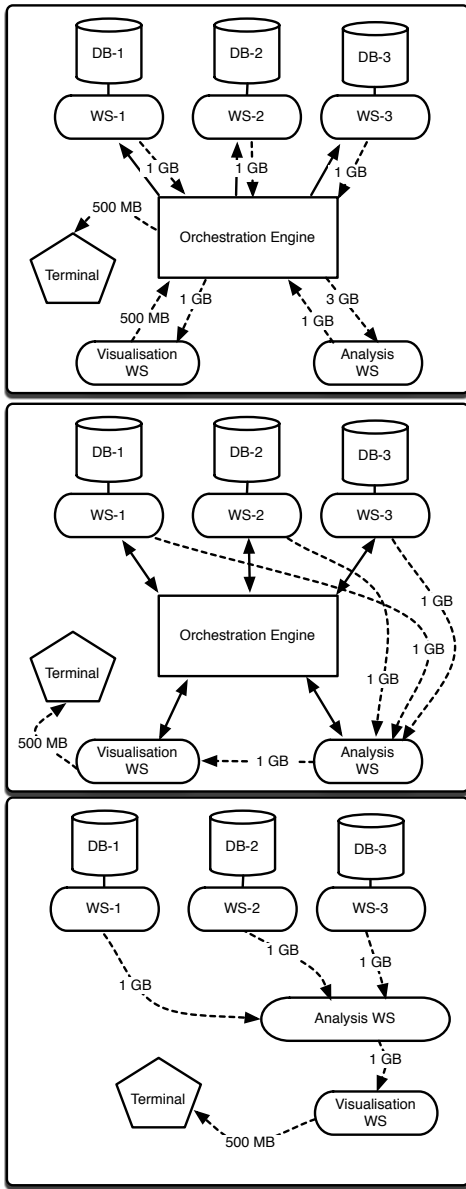 DB-1
DB-2
DB-3
WS-1
WS-2
WS-3
1 GB
1 GB
1 GB
500 MB
Orchestration Engine
Terminal
1 GB
3 GB
500 MB
1 GB
Visualisation
WS
Analysis
WS
DB-1
DB-2
DB-3
WS-1
WS-2
WS-3
1 GB
Orchestration Engine
1 GB
Terminal
1 GB
500 MB
Visualisation
WS
1 GB
Analysis
WS
DB-1
DB-2
DB-3
WS-1
WS-2
WS-3
1 GB
1 GB
1 GB
Analysis WS
1 GB
Terminal
Visualisation
WS
500 MB